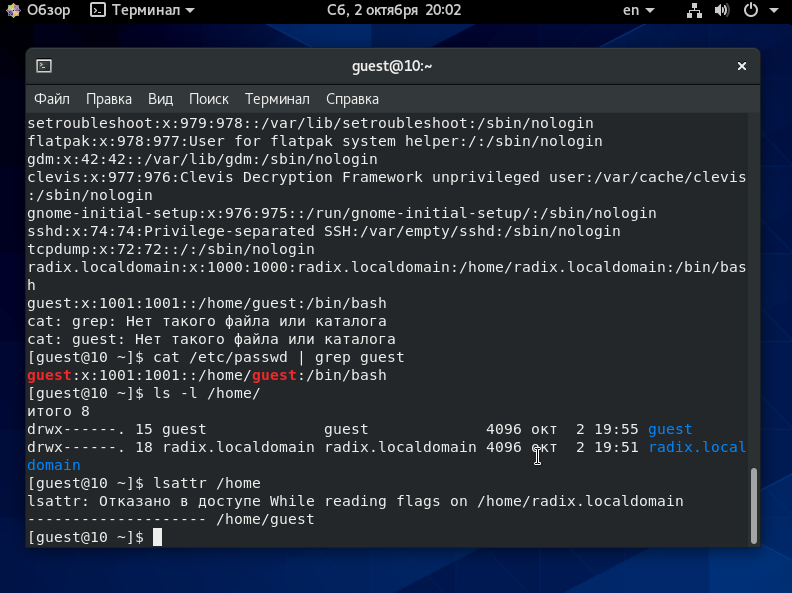 Обзор Терминал Сб, 2 октября 20:02 en
guest@10:~
Файл Правка Вид Поиск Терминал Справка
setroubleshoot:x:979:978::/var/lib/setroubleshoot:/sbin/nologin
flatpak:x:978:977:User for flatpak system helper:/:/sbin/nologin
gdm:x:42:42::/var/lib/gdm:/sbin/nologin
clevis:x:977:976:Clevis Decryption Framework unprivileged user:/var/cache/clevis
:/sbin/nologin
gnome-initial-setup:x:976:975::/run/gnome-initial-setup/:/sbin/nologin
sshd:x:74:74:Privilege-separated SSH:/var/empty/sshd:/sbin/nologin
tcpdump:x:72:72::/:/sbin/nologin
radix.localdomain:x:1000:1000:radix.localdomain:/home/radix.localdomain:/bin/bas
h
guest:x:1001:1001::/home/guest:/bin/bash
cat: grep: Нет такого файла или каталога
cat: guest: Нет такого файла или каталога
[guest@10 ~]$ cat /etc/passwd | grep guest
guest:x:1001:1001::/home/guest:/bin/bash
[guest@10 ~]$ ls -l /home/
итого 8
drwx------. 15 guest             guest             4096 окт  2 19:55 guest
drwx------. 18 radix.localdomain radix.localdomain 4096 окт  2 19:51 radix.local
domain
[guest@10 ~]$ lsattr /home
lsattr: Отказано в доступе While reading flags on /home/radix.localdomain
-------------------- /home/guest
[guest@10 ~]$